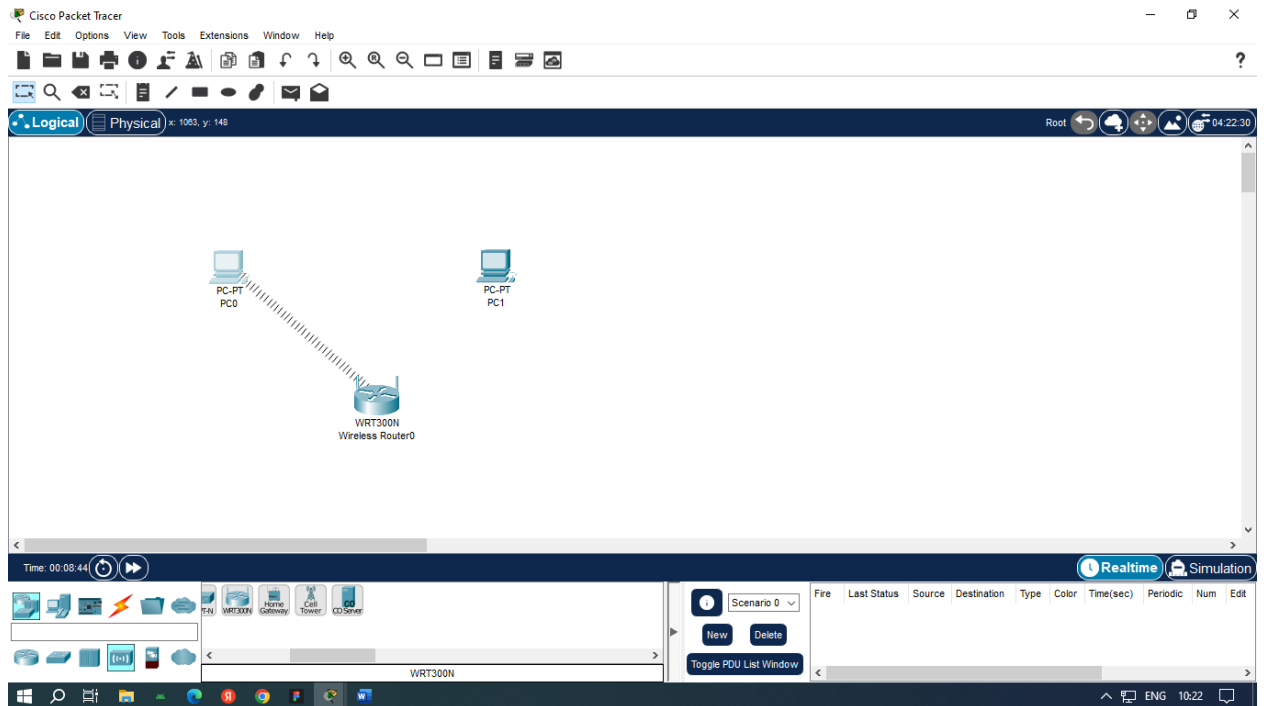 Cisco Packet Tracer
File Edit Options View Tools Extensions Window Help
?
Logical Physical x: 1063, y: 148 Root 04:22:30
PC-PT
PC0
PC-PT
PC1
WRT300N
Wireless Router0
Time: 00:08:44 Realtime Simulation
T-N WRT300N Home Gateway Cell Tower CO Server
WRT300N
Scenario 0
New Delete
Toggle PDU List Window
Fire Last Status Source Destination Type Color Time(sec) Periodic Num Edit
ENG 10:22